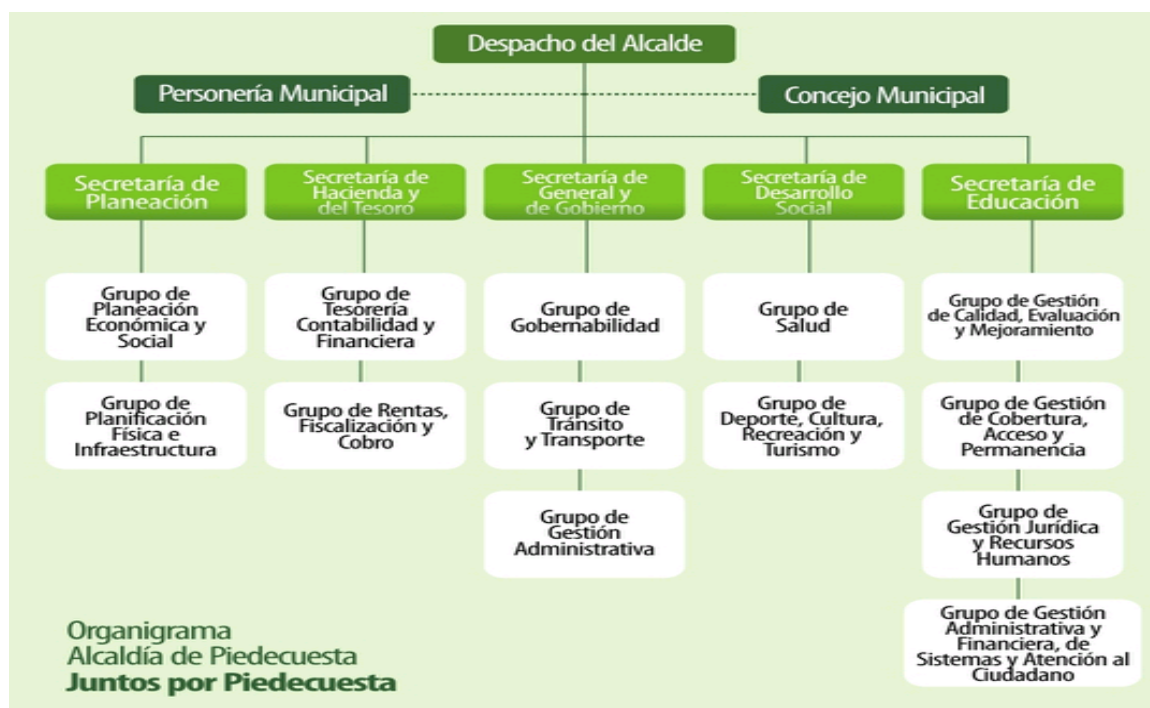 Despacho del Alcalde
Personería Municipal
Concejo Municipal
Secretaría de
Planeación
Secretaría de
Hacienda y
del Tesoro
Secretaría de
General y
de Gobierno
Secretaría de
Desarrollo
Social
Secretaría de
Educación
Grupo de
Planeación
Económica y
Social
Grupo de
Tesorería
Contabilidad y
Financiera
Grupo de
Gobernabilidad
Grupo de
Salud
Grupo de Gestión
de Calidad, Evaluación
y Mejoramiento
Grupo de
Planificación
Física e
Infraestructura
Grupo de Rentas,
Fiscalización y
Cobro
Grupo de
Tránsito
y Transporte
Grupo de
Deporte, Cultura,
Recreación y
Turismo
Grupo de Gestión
de Cobertura,
Acceso y
Permanencia
Grupo de
Gestión
Administrativa
Grupo de
Gestión Jurídica
y Recursos
Humanos
Grupo de Gestión
Administrativa y
Financiera, de
Sistemas y Atención al
Ciudadano
Organigrama
Alcaldía de Piedecuesta
Juntos por Piedecuesta